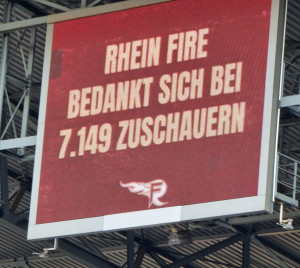 RHEIN FIRE
BEDANKT SICH BEI
7.149 ZUSCHAUERN